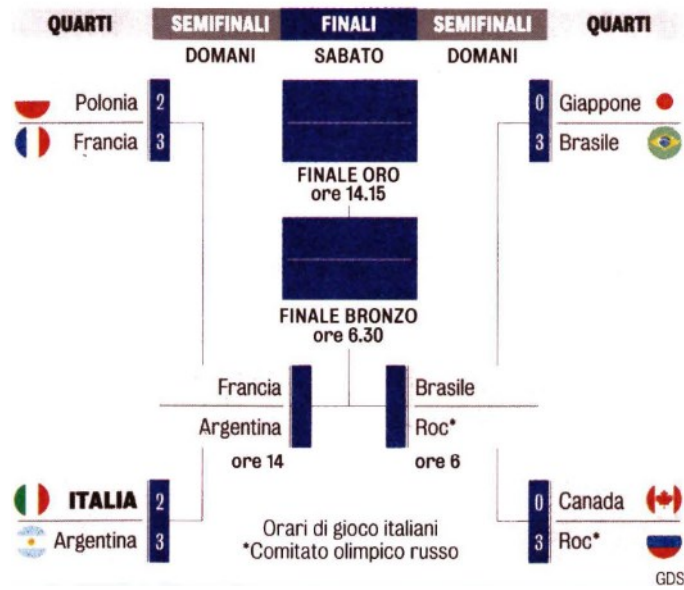 QUARTI SEMIFINALI FINALI SEMIFINALI QUARTI
DOMANI SABATO DOMANI
Polonia 2
Francia 3
0 Giappone
3 Brasile
FINALE ORO
ore 14.15
FINALE BRONZO
ore 6.30
Francia
Argentina
ore 14
Brasile
Roc*
ore 6
ITALIA 2
Argentina 3
Orari di gioco italiani
*Comitato olimpico russo
0 Canada
3 Roc*
GDS